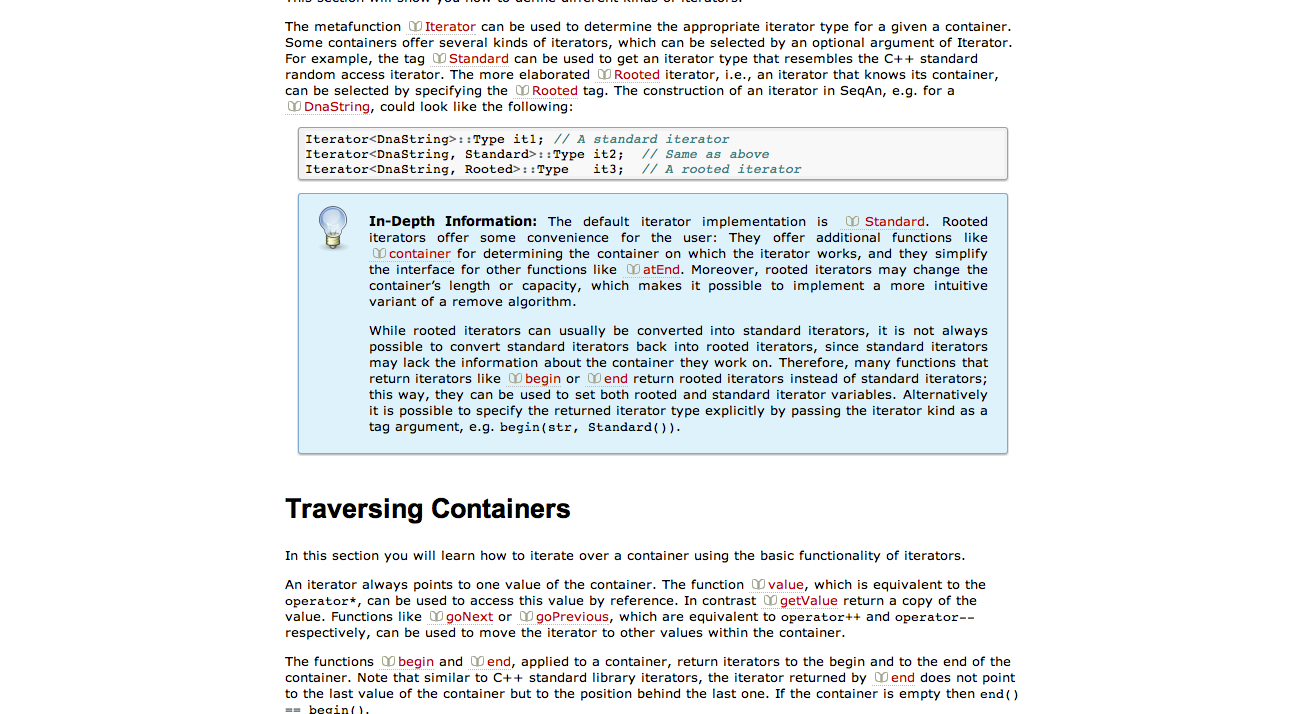 This section will show you how to define different kinds of iterators.
The metafunction Iterator can be used to determine the appropriate iterator type for a given a container.
Some containers offer several kinds of iterators, which can be selected by an optional argument of Iterator.
For example, the tag Standard can be used to get an iterator type that resembles the C++ standard
random access iterator. The more elaborated Rooted iterator, i.e., an iterator that knows its container,
can be selected by specifying the Rooted tag. The construction of an iterator in SeqAn, e.g. for a
DnaString, could look like the following:
Iterator<DnaString>::Type it1; // A standard iterator
Iterator<DnaString, Standard>::Type it2;  // Same as above
Iterator<DnaString, Rooted>::Type   it3;  // A rooted iterator
In-Depth Information: The default iterator implementation is Standard. Rooted
iterators offer some convenience for the user: They offer additional functions like
container for determining the container on which the iterator works, and they simplify
the interface for other functions like atEnd. Moreover, rooted iterators may change the
container's length or capacity, which makes it possible to implement a more intuitive
variant of a remove algorithm.
While rooted iterators can usually be converted into standard iterators, it is not always
possible to convert standard iterators back into rooted iterators, since standard iterators
may lack the information about the container they work on. Therefore, many functions that
return iterators like begin or end return rooted iterators instead of standard iterators;
this way, they can be used to set both rooted and standard iterator variables. Alternatively
it is possible to specify the returned iterator type explicitly by passing the iterator kind as a
tag argument, e.g. begin(str, Standard()).
Traversing Containers
In this section you will learn how to iterate over a container using the basic functionality of iterators.
An iterator always points to one value of the container. The function value, which is equivalent to the
operator*, can be used to access this value by reference. In contrast getValue return a copy of the
value. Functions like goNext or goPrevious, which are equivalent to operator++ and operator--
respectively, can be used to move the iterator to other values within the container.
The functions begin and end, applied to a container, return iterators to the begin and to the end of the
container. Note that similar to C++ standard library iterators, the iterator returned by end does not point
to the last value of the container but to the position behind the last one. If the container is empty then end()
== begin().